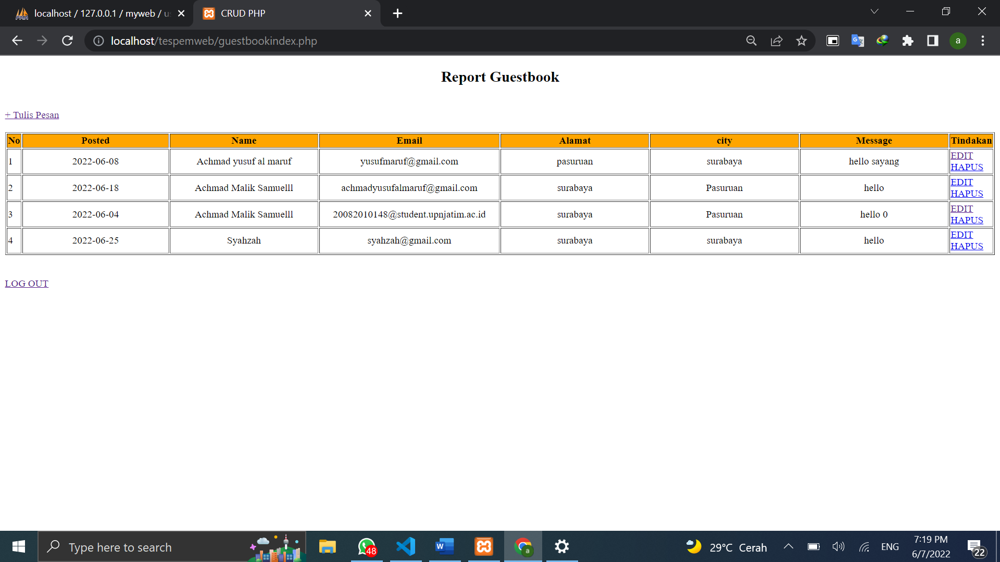 localhost / 127.0.0.1 / myweb /
CRUD PHP
localhost/tespemweb/guestbookindex.php
a
Report Guestbook
+ Tulis Pesan
No Posted Name Email Alamat city Message Tindakan
1 2022-06-08 Achmad yusuf al maruf yusufmaruf@gmail.com pasuruan surabaya hello sayang EDIT
HAPUS
2 2022-06-18 Achmad Malik Samuelll achmadyusufalmaruf@gmail.com surabaya Pasuruan hello EDIT
HAPUS
3 2022-06-04 Achmad Malik Samuelll 20082010148@student.upnjatim.ac.id surabaya Pasuruan hello 0 EDIT
HAPUS
4 2022-06-25 Syahzah syahzah@gmail.com surabaya surabaya hello EDIT
HAPUS
LOG OUT
Type here to search
48
a
29°C Cerah
ENG
7:19 PM
6/7/2022
22